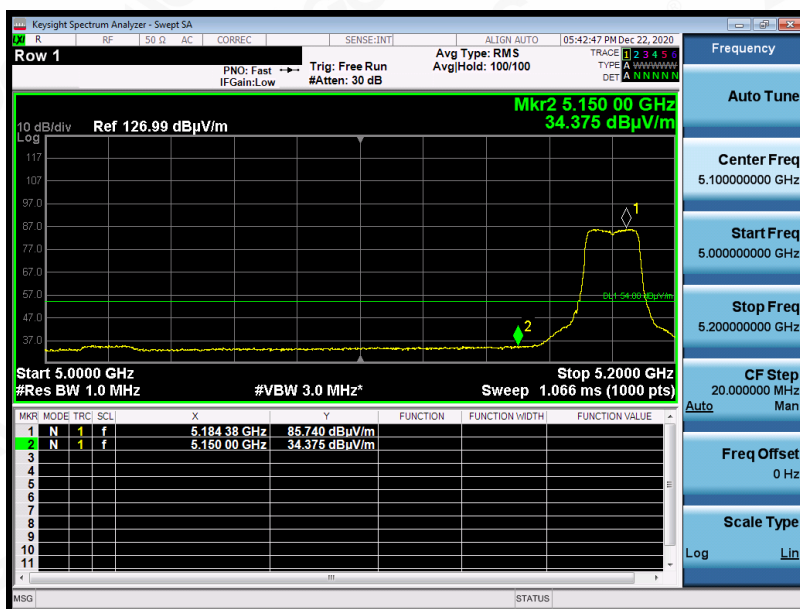 Keysight Spectrum Analyzer - Swept SA
LXI R RF 50 Ω AC CORREC SENSE:INT ALIGN AUTO 05:42:47 PM Dec 22, 2020
Row 1
PNO: Fast
IFGain:Low
Trig: Free Run
#Atten: 30 dB
Avg Type: RMS
Avg|Hold: 100/100
TRACE 1 2 3 4 5 6
TYPE A WWWWW
DET A N N N N N
Mkr2 5.150 00 GHz
34.375 dBµV/m
10 dB/div Ref 126.99 dBµV/m
Log
117
107
97.0
87.0
77.0
67.0
57.0
47.0
37.0
1
DL1 54.00 dBµV/m
2
Start 5.0000 GHz Stop 5.2000 GHz
#Res BW 1.0 MHz #VBW 3.0 MHz* Sweep 1.066 ms (1000 pts)
MKR MODE TRC SCL X Y FUNCTION FUNCTION WIDTH FUNCTION VALUE
1 N 1 f 5.184 38 GHz 85.740 dBµV/m
2 N 1 f 5.150 00 GHz 34.375 dBµV/m
3
4
5
6
7
8
9
10
11
MSG STATUS
Frequency
Auto Tune
Center Freq
5.100000000 GHz
Start Freq
5.000000000 GHz
Stop Freq
5.200000000 GHz
CF Step
20.000000 MHz
Auto Man
Freq Offset
0 Hz
Scale Type
Log Lin